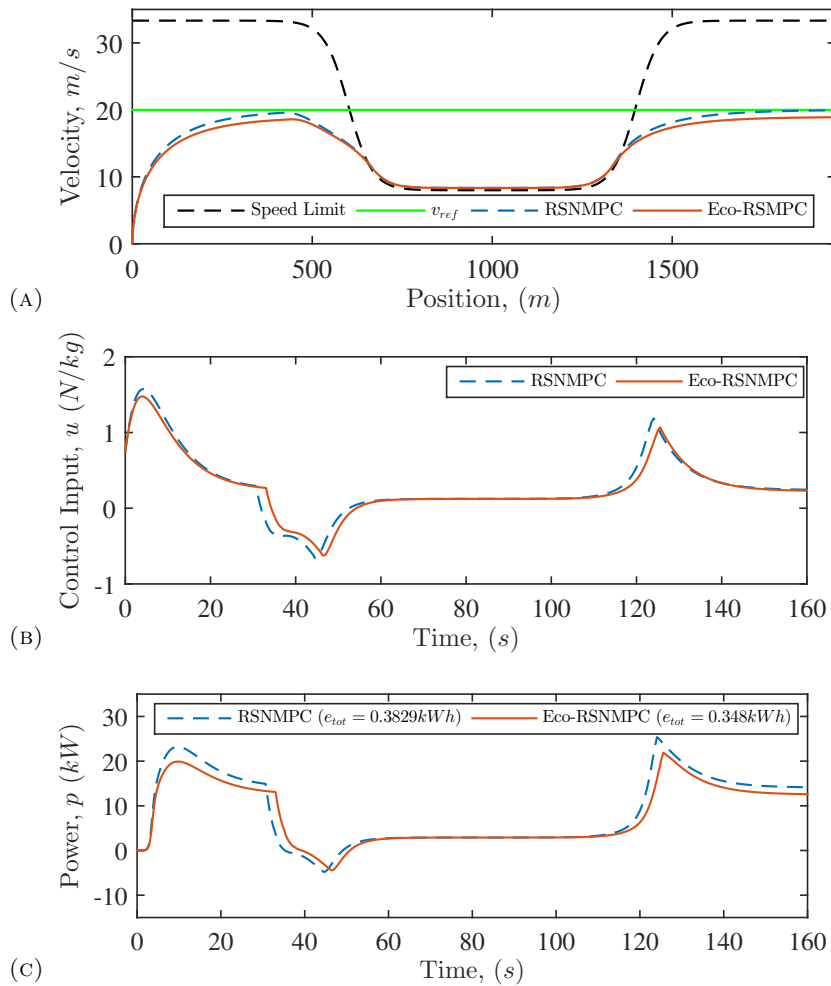 30
20
10
0
Velocity, m/s
Speed Limit v_ref RSNMPC Eco-RSMPC
0 500 1000 1500
Position, (m)
(A)
2
1
0
-1
Control Input, u (N/kg)
RSNMPC Eco-RSNMPC
0 20 40 60 80 100 120 140 160
Time, (s)
(B)
30
20
10
0
-10
Power, p (kW)
RSNMPC (e_tot = 0.3829kWh) Eco-RSNMPC (e_tot = 0.348kWh)
0 20 40 60 80 100 120 140 160
Time, (s)
(C)